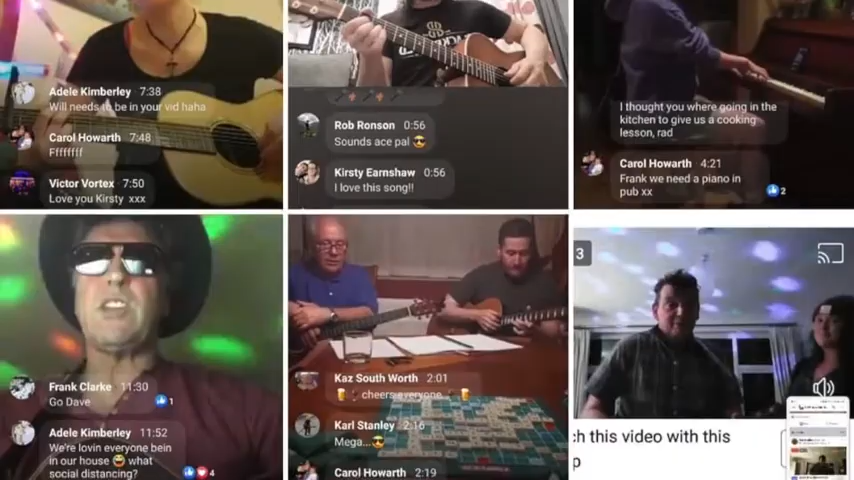 Adele Kimberley 7:38
Will needs to be in your vid haha
Carol Howarth 7:48
Fffffff
Victor Vortex 7:50
Love you Kirsty xxx
Rob Ronson 0:56
Sounds ace pal 😎
Kirsty Earnshaw 0:56
I love this song!!
I thought you where going in the
kitchen to give us a cooking
lesson, rad
Carol Howarth 4:21
Frank we need a piano in
pub xx
2
Frank Clarke 11:30
Go Dave
1
Adele Kimberley 11:52
We're lovin everyone bein
in our house 😂 what
social distancing?
4
Kaz South Worth 2:01
cheers everyone
Karl Stanley 2:16
Mega...😎
Carol Howarth 2:19
3
ch this video with this
p